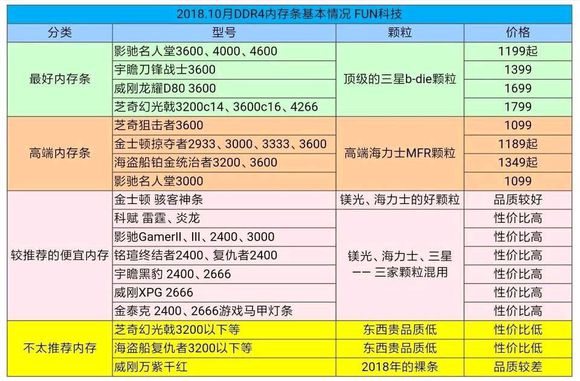 2018.10月DDR4内存条基本情况 FUN科技
分类 型号 颗粒 价格
最好内存条 顶级的三星b-die颗粒
影驰名人堂3600、4000、4600 1199起
宇瞻刀锋战士3600 1399
威刚龙耀D80 3600 1699
芝奇幻光戟3200c14、3600c16、4266 1799
高端内存条 高端海力士MFR颗粒
芝奇狙击者3600 1099
金士顿掠夺者2933、3000、3333、3600 1189起
海盗船铂金统治者3200、3600 1349起
影驰名人堂3000 1099
较推荐的便宜内存
金士顿 骇客神条 镁光、海力士的好颗粒 品质较好
科赋 雷霆、炎龙 性价比高
影驰GamerII、III、2400、3000 性价比高
铭瑄终结者2400、复仇者2400 镁光、海力士、三星 性价比高
宇瞻黑豹 2400、2666 一一 三家颗粒混用 性价比高
威刚XPG 2666 性价比高
金泰克 2400、2666游戏马甲灯条 性价比高
不太推荐内存
芝奇幻光戟3200以下等 东西贵品质低 性价比低
海盗船复仇者3200以下等 东西贵品质低 性价比低
威刚万紫千红 2018年的裸条 品质较差